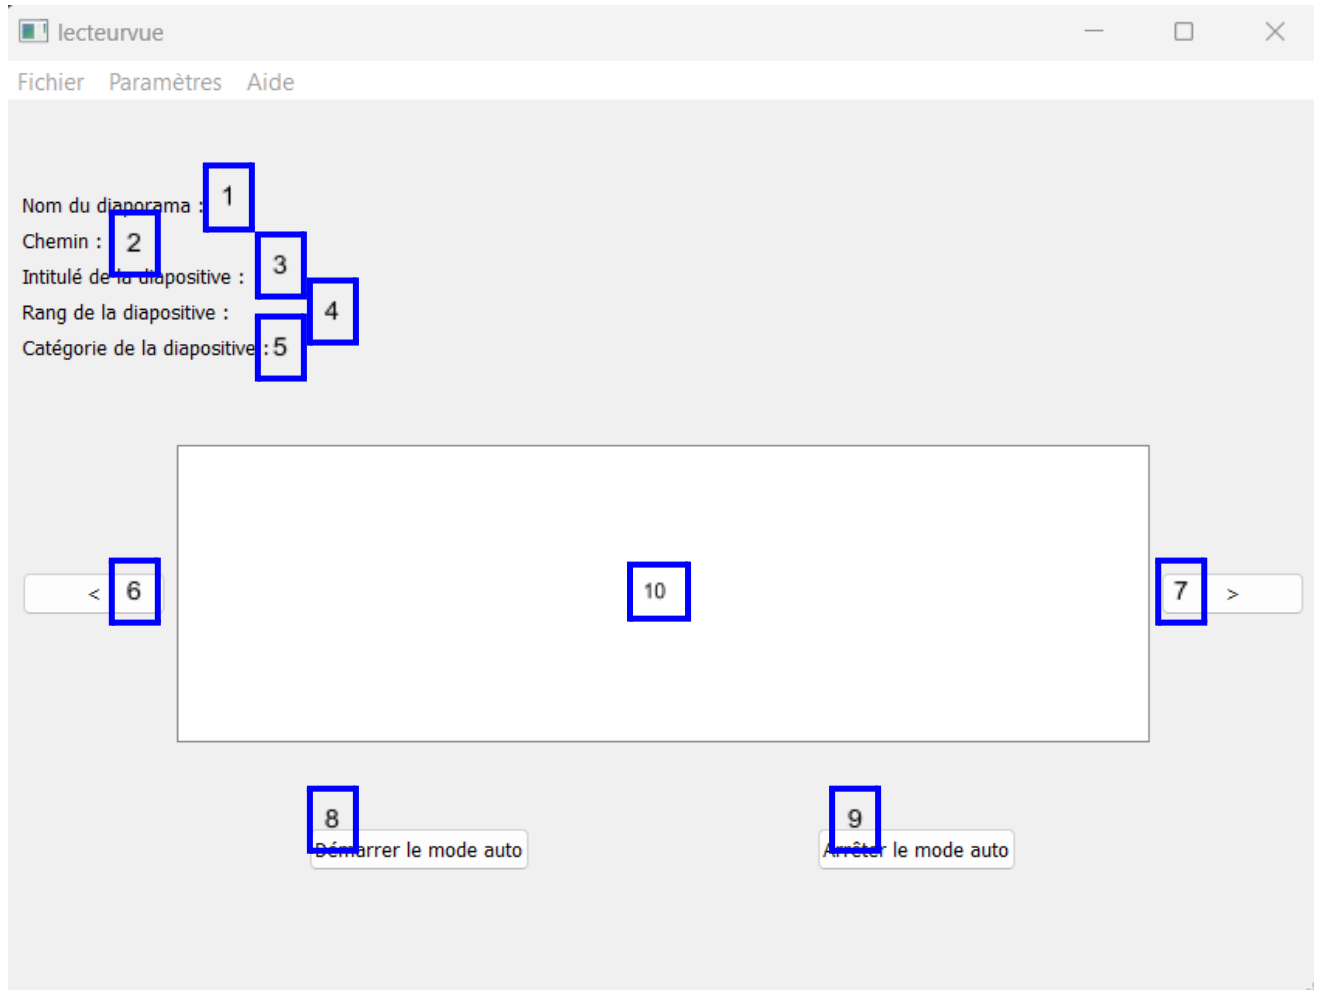 lecteurvue
Fichier Paramètres Aide
Nom du diaporama : 1
Chemin : 2
Intitulé de la diapositive : 3
Rang de la diapositive : 4
Catégorie de la diapositive : 5
< 6
10
7 >
8
Démarrer le mode auto
9
Arrêter le mode auto